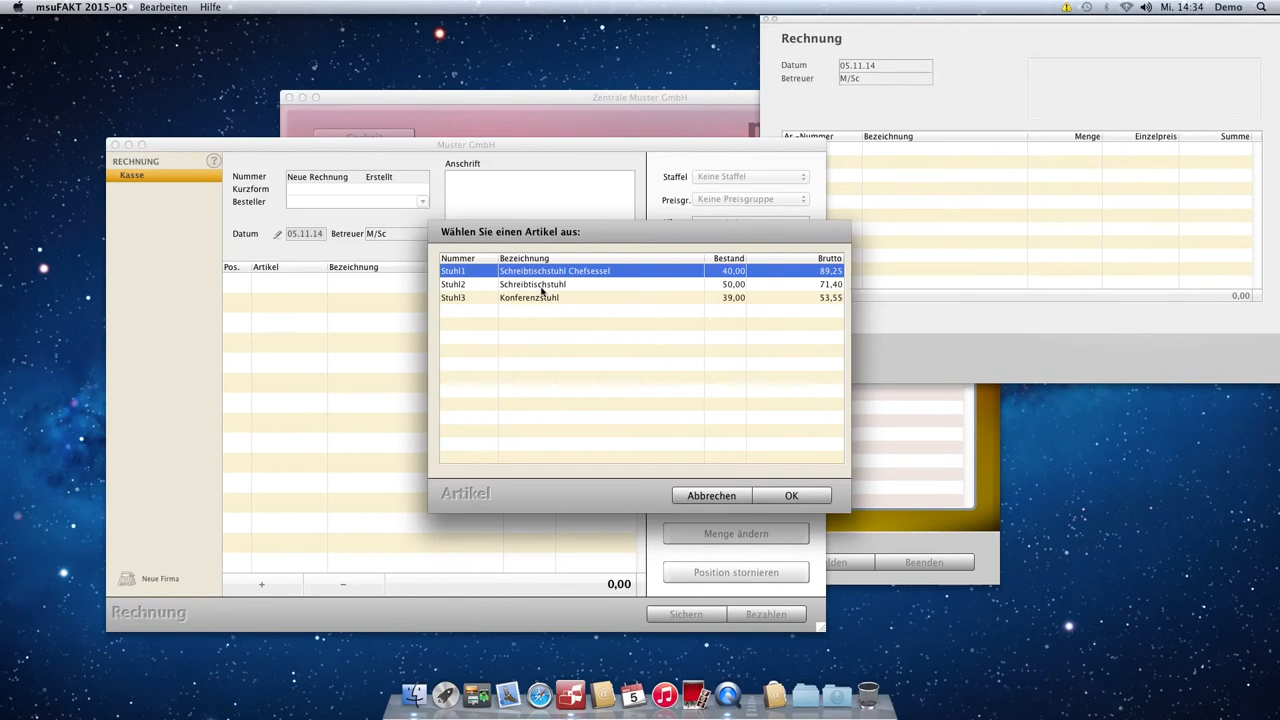 msuFAKT 2015-05 Bearbeiten Hilfe
Mi. 14:34 Demo
Rechnung
Datum 05.11.14
Betreuer M/Sc
Bezeichnung Menge Einzelpreis Summe
0,00
Zentrale Muster GmbH
Muster GmbH
RECHNUNG ?
Kasse
Nummer Neue Rechnung Erstellt
Kurzform
Besteller
Datum 05.11.14 Betreuer M/Sc
Anschrift
Staffel Keine Staffel
Preisgr. Keine Preisgruppe
Pos. Artikel Bezeichnung
Wählen Sie einen Artikel aus:
Nummer Bezeichnung Bestand Brutto
Stuhl1 Schreibtischstuhl Chefsessel 40,00 89,25
Stuhl2 Schreibtischstuhl 50,00 71,40
Stuhl3 Konferenzstuhl 39,00 53,55
Artikel Abbrechen OK
Menge ändern
Position stornieren
Neue Firma + − 0,00
Rechnung Sichern Bezahlen
Beenden
5